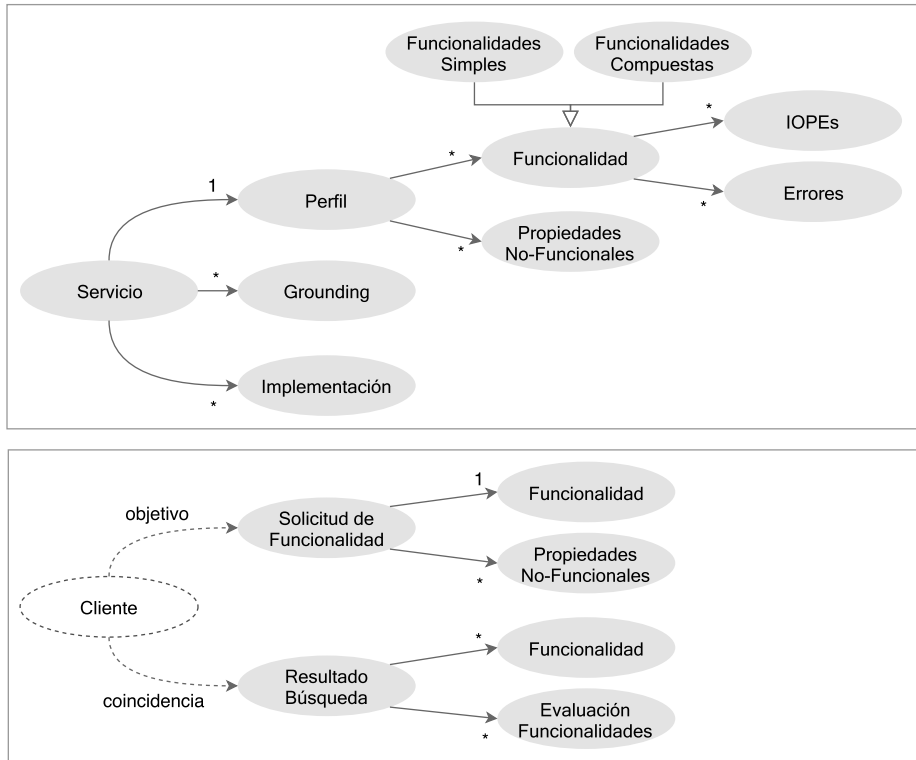 Funcionalidades
Simples
Funcionalidades
Compuestas
*
IOPEs
*
Funcionalidad
1
Errores
*
Perfil
Propiedades
No-Funcionales
*
*
Servicio
Grounding
Implementación
*
1
Funcionalidad
objetivo
Solicitud de
Funcionalidad
Propiedades
No-Funcionales
*
Cliente
*
Funcionalidad
Resultado
Búsqueda
coincidencia
Evaluación
Funcionalidades
*